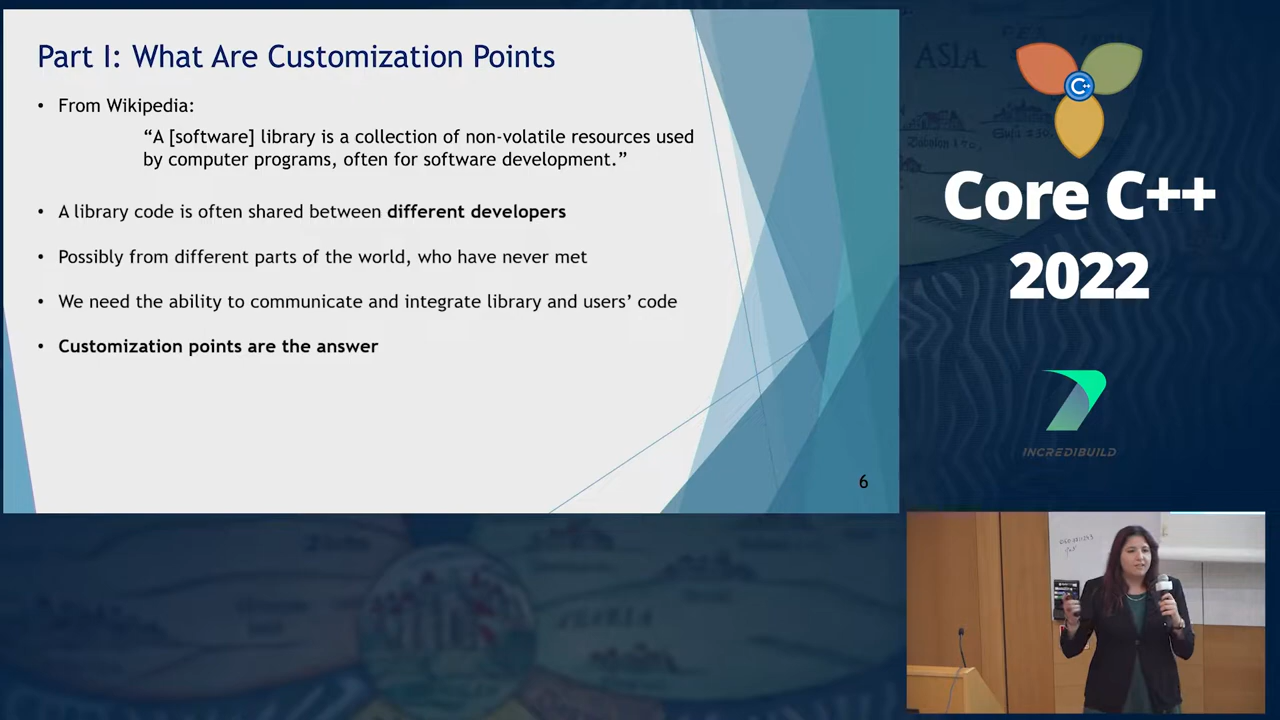 Part I: What Are Customization Points
• From Wikipedia:
“A [software] library is a collection of non-volatile resources used
by computer programs, often for software development.”
• A library code is often shared between different developers
• Possibly from different parts of the world, who have never met
• We need the ability to communicate and integrate library and users’ code
• Customization points are the answer
6
ASIA
C++
Core C++
2022
INCREDIBUILD